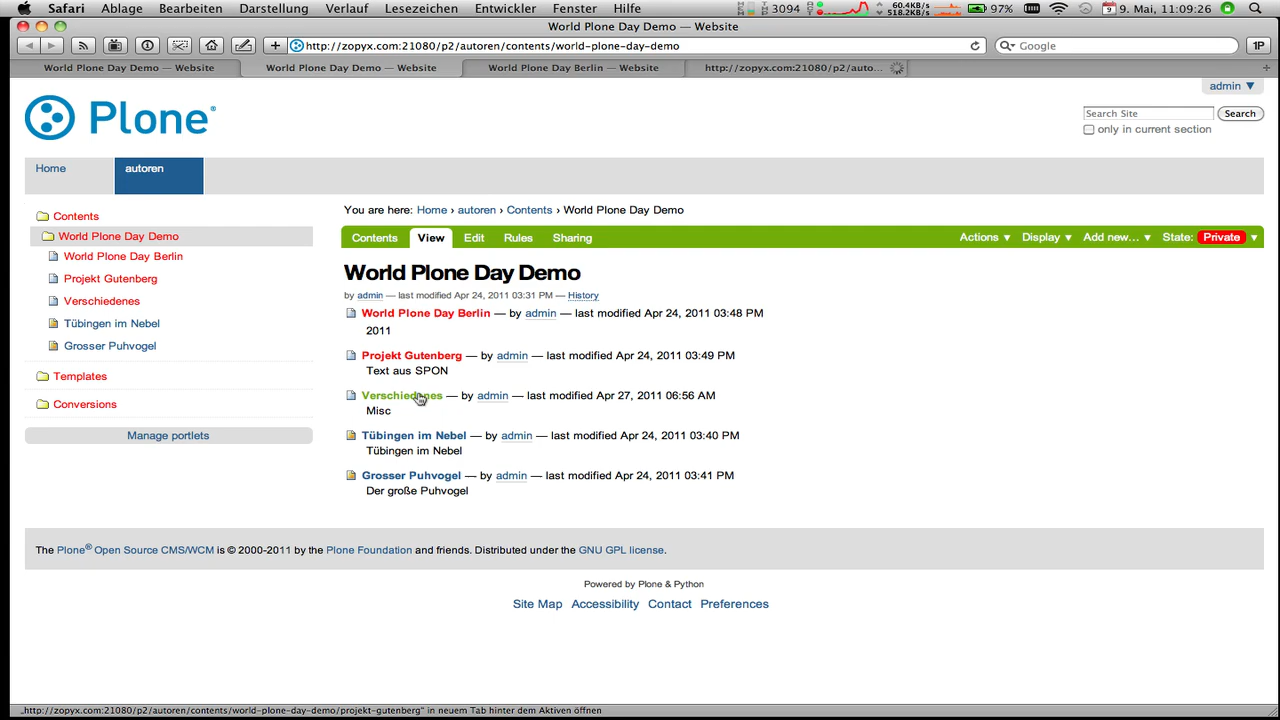 Safari Ablage Bearbeiten Darstellung Verlauf Lesezeichen Entwickler Fenster Hilfe 3094 60.4KB/s 518.2KB/s 97% 9. Mai, 11:09:26
World Plone Day Demo — Website
http://zopyx.com:21080/p2/autoren/contents/world-plone-day-demo Google 1P
World Plone Day Demo — Website World Plone Day Demo — Website World Plone Day Berlin — Website http://zopyx.com:21080/p2/auto...
admin ▼
Plone®
Search Site Search
only in current section
Home autoren
Contents
World Plone Day Demo
World Plone Day Berlin
Projekt Gutenberg
Verschiedenes
Tübingen im Nebel
Grosser Puhvogel
Templates
Conversions
Manage portlets
You are here: Home › autoren › Contents › World Plone Day Demo
Contents View Edit Rules Sharing Actions ▼ Display ▼ Add new... ▼ State: Private ▼
World Plone Day Demo
by admin — last modified Apr 24, 2011 03:31 PM — History
World Plone Day Berlin — by admin — last modified Apr 24, 2011 03:48 PM
2011
Projekt Gutenberg — by admin — last modified Apr 24, 2011 03:49 PM
Text aus SPON
Verschiedenes — by admin — last modified Apr 27, 2011 06:56 AM
Misc
Tübingen im Nebel — by admin — last modified Apr 24, 2011 03:40 PM
Tübingen im Nebel
Grosser Puhvogel — by admin — last modified Apr 24, 2011 03:41 PM
Der große Puhvogel
The Plone® Open Source CMS/WCM is © 2000-2011 by the Plone Foundation and friends. Distributed under the GNU GPL license.
Powered by Plone & Python
Site Map Accessibility Contact Preferences
„http://zopyx.com:21080/p2/autoren/contents/world-plone-day-demo/projekt-gutenberg“ in neuem Tab hinter dem Aktiven öffnen